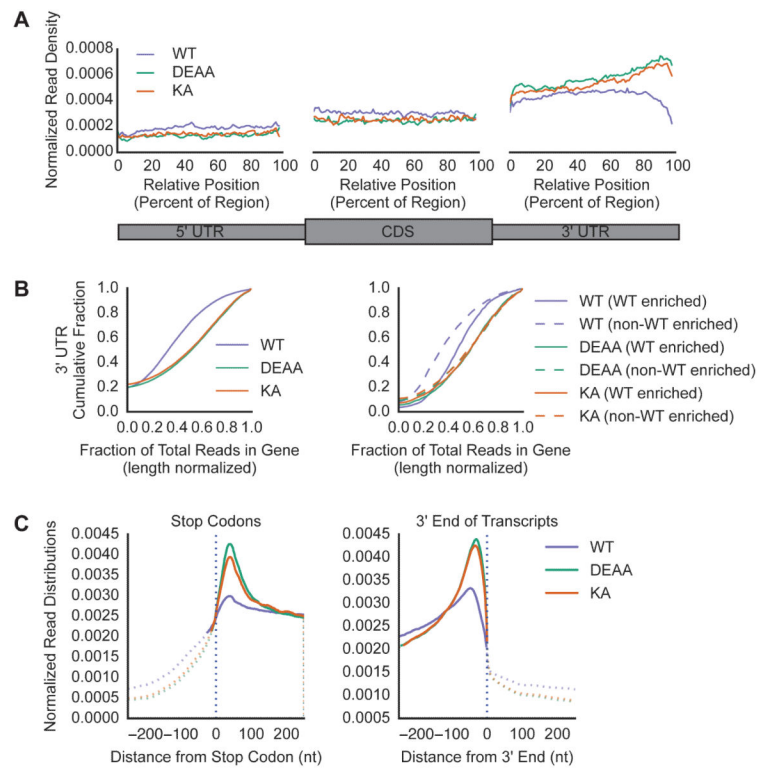 A
Normalized Read Density
0.0008
0.0006
0.0004
0.0002
0.0000
WT
DEAA
KA
0 20 40 60 80 100
0 20 40 60 80 100
0 20 40 60 80 100
Relative Position
(Percent of Region)
Relative Position
(Percent of Region)
Relative Position
(Percent of Region)
5' UTR
CDS
3' UTR
B
3' UTR
Cumulative Fraction
1.0
0.8
0.6
0.4
0.2
0.0
WT
DEAA
KA
0.0 0.20 0.4 0.6 0.8 1.0
Fraction of Total Reads in Gene
(length normalized)
1.0
0.8
0.6
0.4
0.2
0.0
0.0 0.20 0.4 0.6 0.8 1.0
Fraction of Total Reads in Gene
(length normalized)
WT (WT enriched)
WT (non-WT enriched)
DEAA (WT enriched)
DEAA (non-WT enriched)
KA (WT enriched)
KA (non-WT enriched)
C
Normalized Read Distributions
Stop Codons
0.0045
0.0040
0.0035
0.0030
0.0025
0.0020
0.0015
0.0010
0.0005
0.0000
−200−100 0 100 200
Distance from Stop Codon (nt)
3' End of Transcripts
0.0045
0.0040
0.0035
0.0030
0.0025
0.0020
0.0015
0.0010
0.0005
−200−100 0 100 200
Distance from 3' End (nt)
WT
DEAA
KA